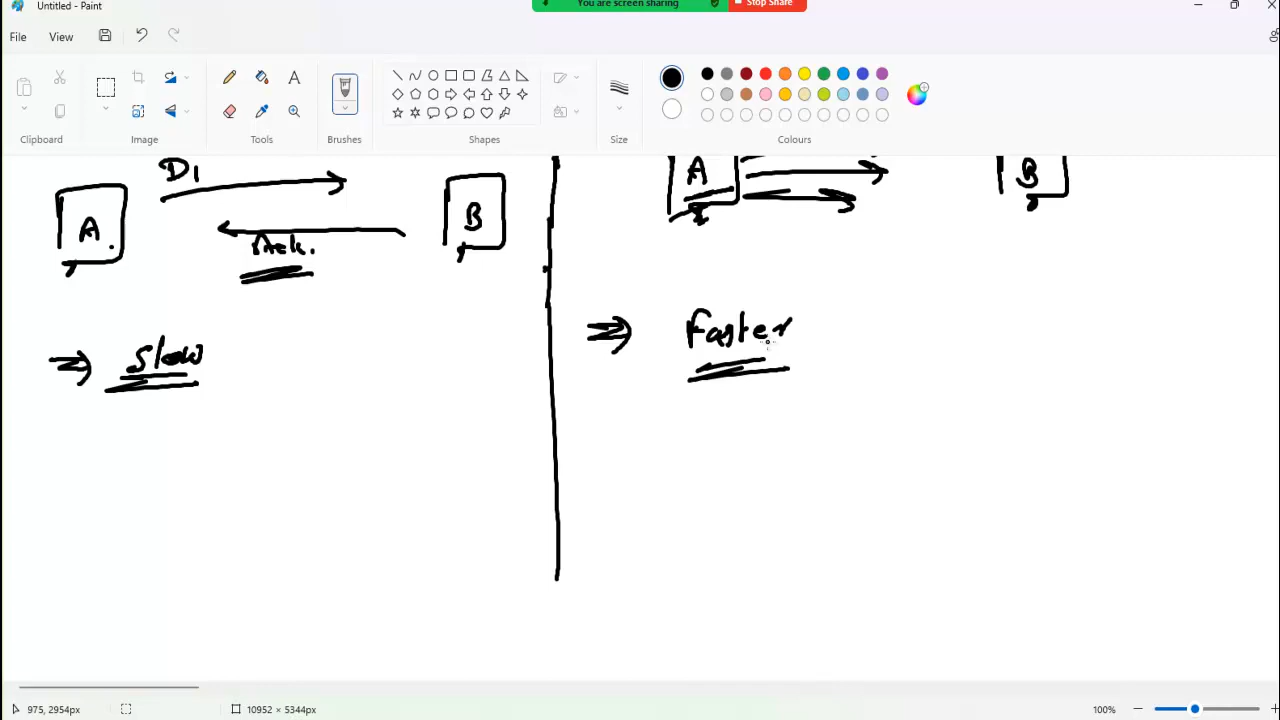 You are screen sharing
Stop Share
Untitled - Paint
File
View
Clipboard
Image
Tools
Brushes
Shapes
Size
Colours
D1
A
B
Ack.
A
B
Faster
Slow
975, 2954px
10952 × 5344px
100%